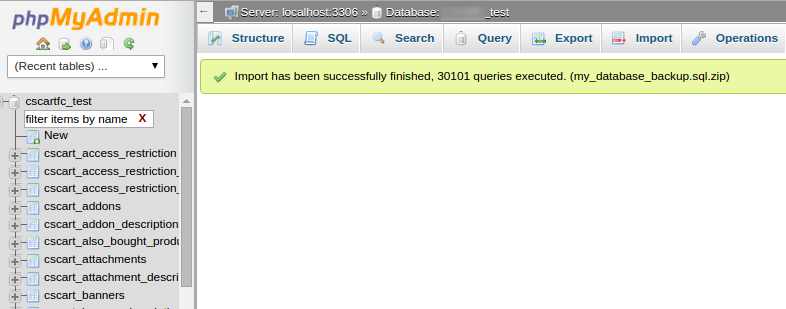 phpMyAdmin
(Recent tables) ...
cscartfc_test
filter items by name X
New
cscart_access_restriction
cscart_access_restriction_
cscart_access_restriction_
cscart_addons
cscart_addon_description
cscart_also_bought_produ
cscart_attachments
cscart_attachment_descri
cscart_banners
← Server: localhost:3306 » Database: _test
Structure SQL Search Query Export Import Operations
Import has been successfully finished, 30101 queries executed. (my_database_backup.sql.zip)